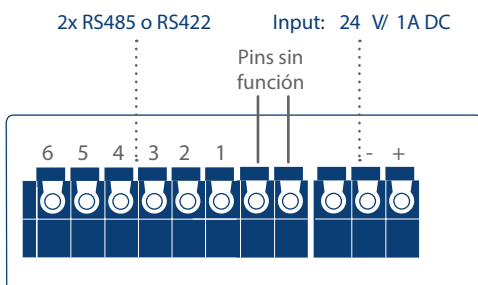 2x RS485 o RS422
Input: 24 V/ 1A DC
Pins sin
función
6 5 4 3 2 1 - +